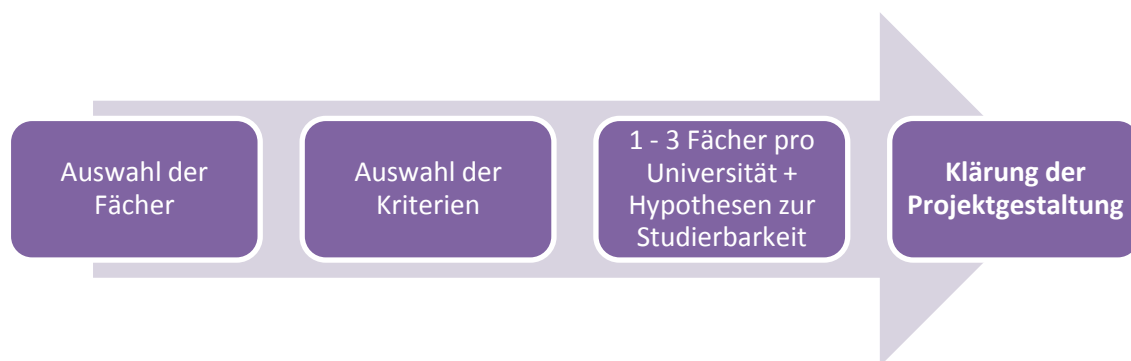 Auswahl der
Fächer
Auswahl der
Kriterien
1 - 3 Fächer pro
Universität +
Hypothesen zur
Studierbarkeit
Klärung der
Projektgestaltung